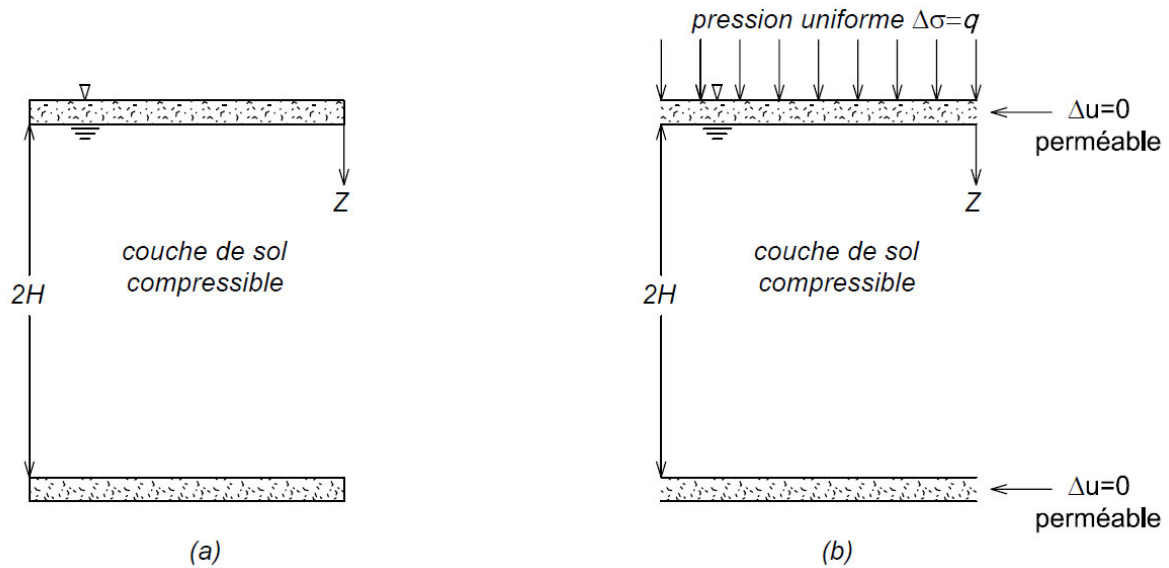 Z
couche de sol
compressible
2H
(a)
pression uniforme Δσ=q
Δu=0
perméable
Z
couche de sol
compressible
2H
Δu=0
perméable
(b)